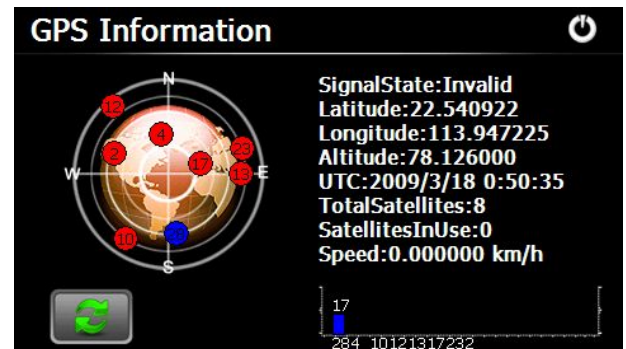 GPS Information
N
12
4
2
23
17
W
13
E
10
28
S
SignalState:Invalid
Latitude:22.540922
Longitude:113.947225
Altitude:78.126000
UTC:2009/3/18 0:50:35
TotalSatellites:8
SatellitesInUse:0
Speed:0.000000 km/h
17
284 10121317232